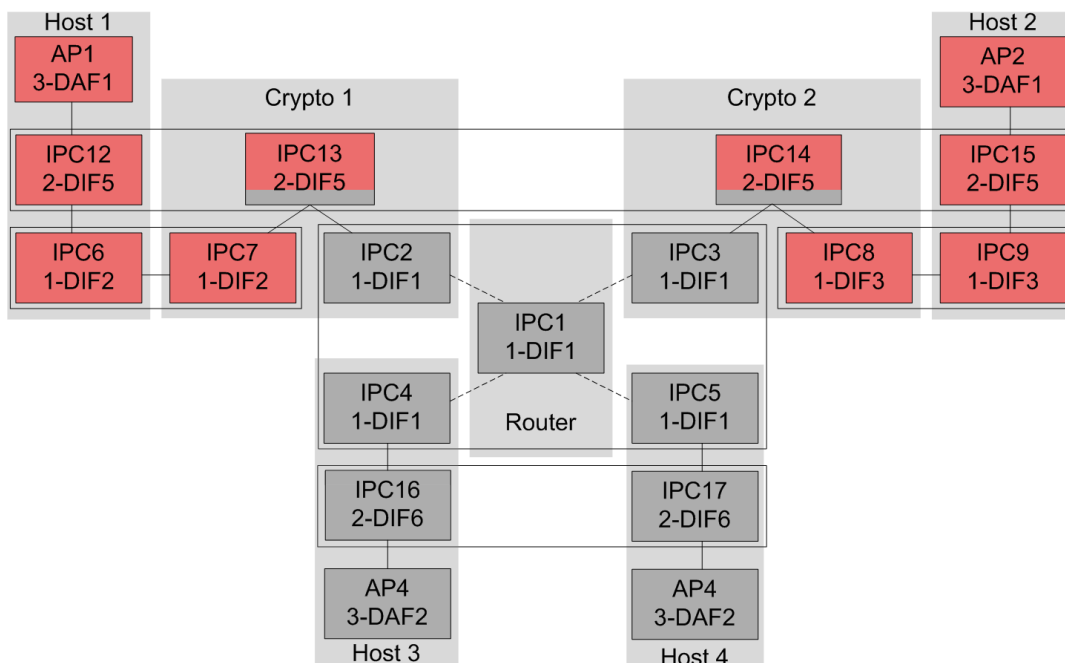 Host 1
Host 2
AP1
3-DAF1
AP2
3-DAF1
Crypto 1
Crypto 2
IPC12
2-DIF5
IPC13
2-DIF5
IPC14
2-DIF5
IPC15
2-DIF5
IPC6
1-DIF2
IPC7
1-DIF2
IPC2
1-DIF1
IPC3
1-DIF1
IPC8
1-DIF3
IPC9
1-DIF3
IPC1
1-DIF1
IPC4
1-DIF1
Router
IPC5
1-DIF1
IPC16
2-DIF6
IPC17
2-DIF6
AP4
3-DAF2
AP4
3-DAF2
Host 3
Host 4